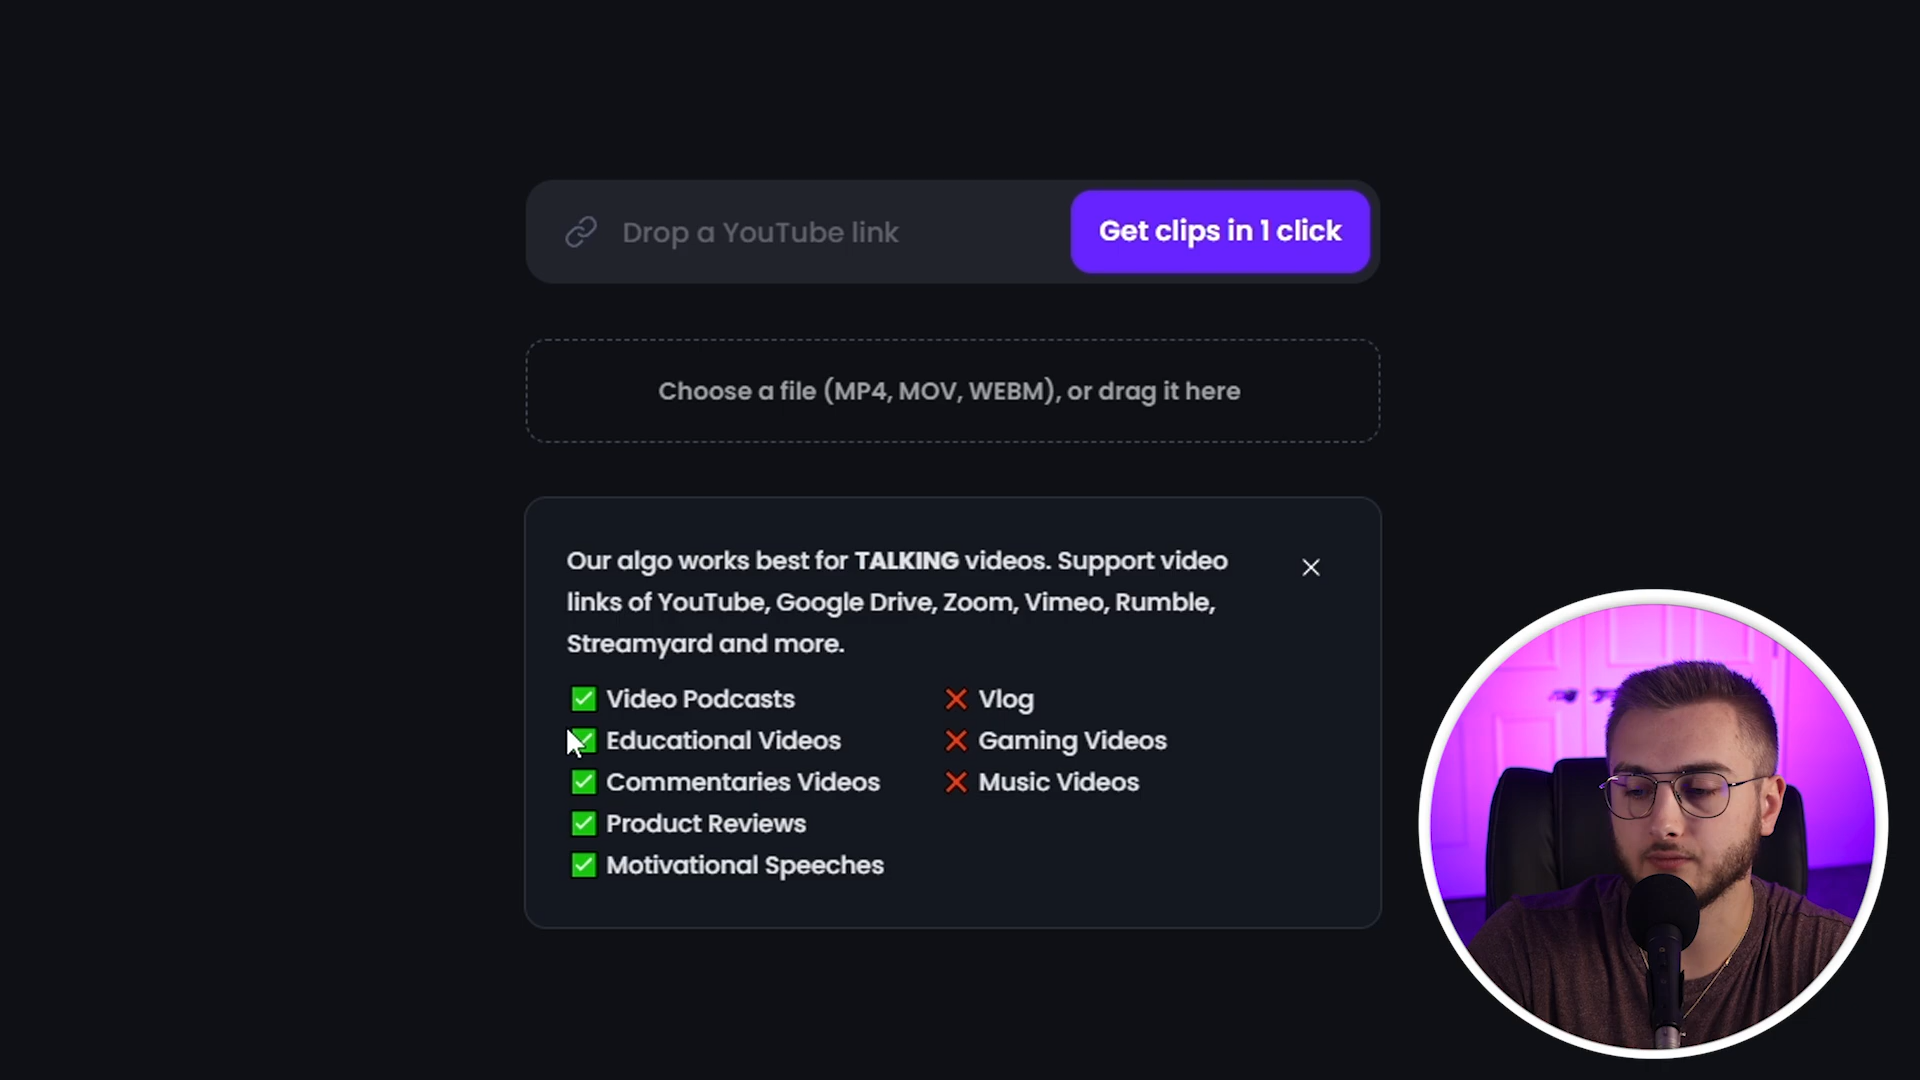 Drop a YouTube link
Get clips in 1 click
Choose a file (MP4, MOV, WEBM), or drag it here
Our algo works best for TALKING videos. Support video
links of YouTube, Google Drive, Zoom, Vimeo, Rumble,
Streamyard and more.
Video Podcasts
Vlog
Educational Videos
Gaming Videos
Commentaries Videos
Music Videos
Product Reviews
Motivational Speeches